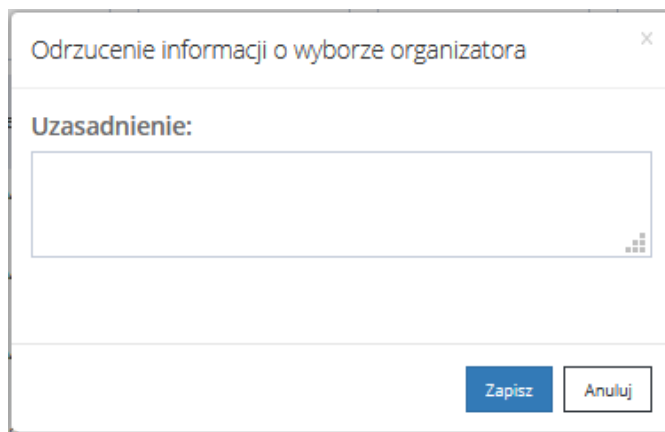 Odrzucenie informacji o wyborze organizatora
×
Uzasadnienie:
Zapisz
Anuluj